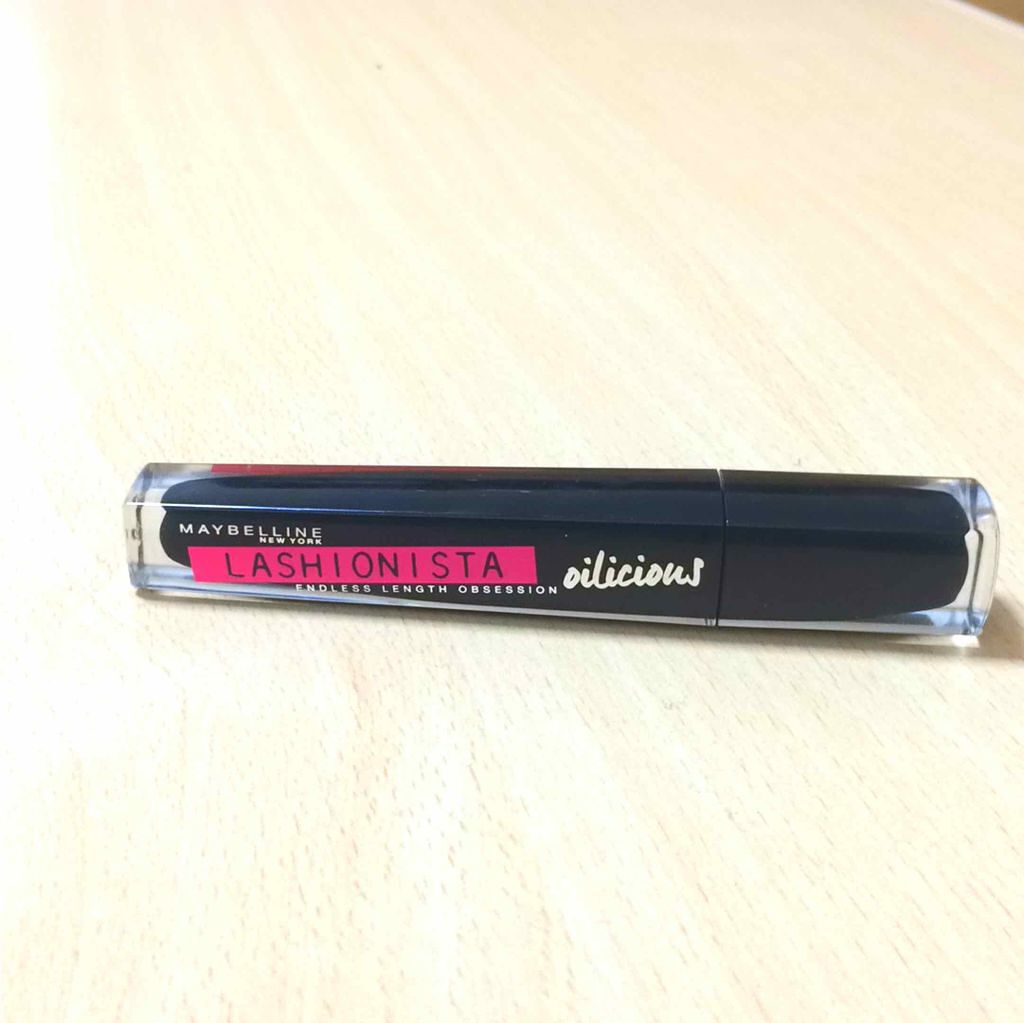 MAYBELLINE
NEW YORK
LASHIONISTA
ENDLESS LENGTH OBSESSION
oilicious